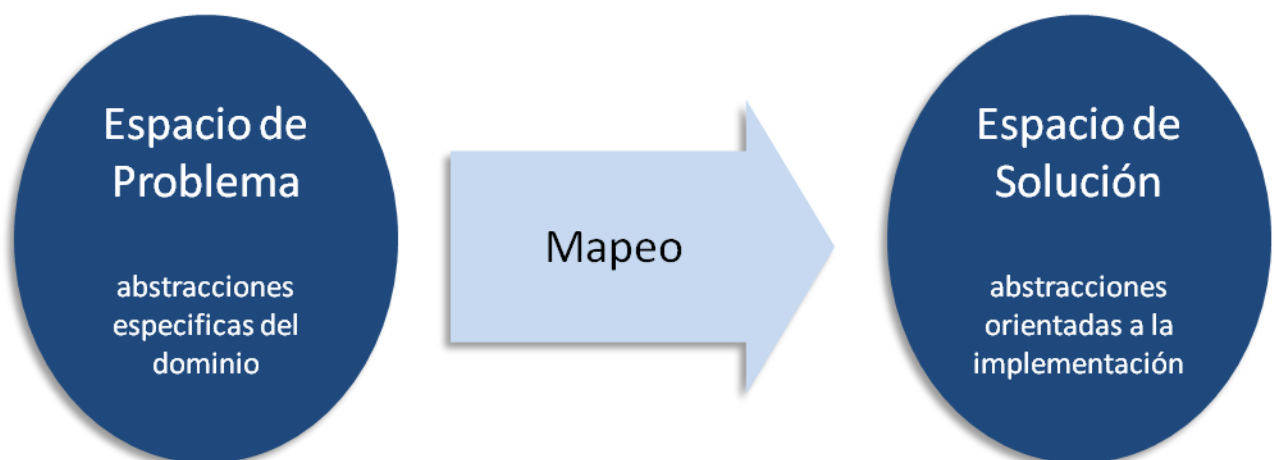 Espacio de
Problema
abstracciones
especificas del
dominio
Mapeo
Espacio de
Solución
abstracciones
orientadas a la
implementación